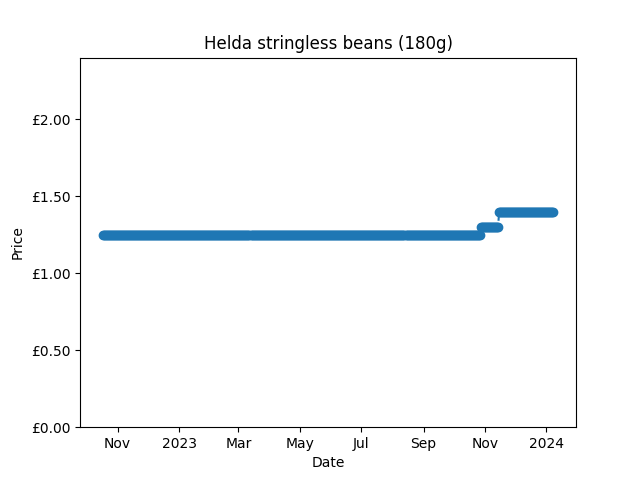 Helda stringless beans (180g)
£2.00
£1.50
£1.00
£0.50
£0.00
Price
Nov 2023 Mar May Jul Sep Nov 2024
Date